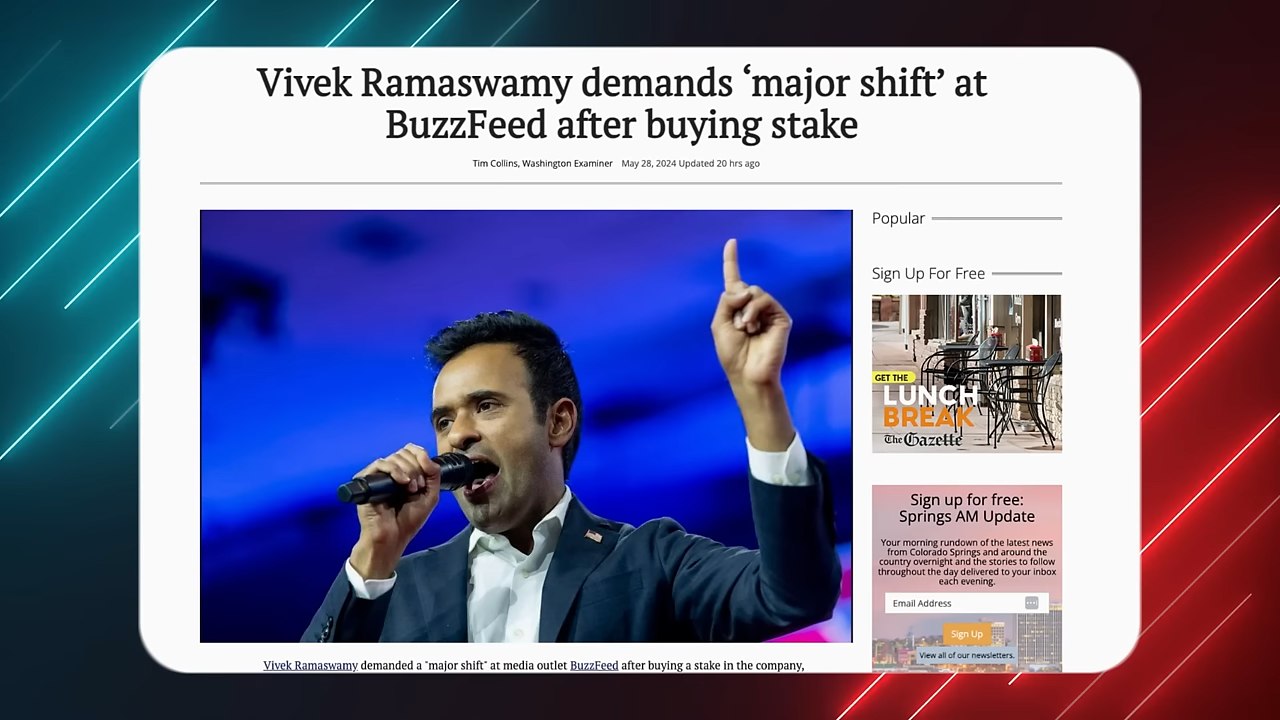 Vivek Ramaswamy demands ‘major shift’ at
BuzzFeed after buying stake
Tim Collins, Washington Examiner May 28, 2024 Updated 20 hrs ago
Popular
Sign Up For Free
GET THE
LUNCH
BREAK
The Gazette
Sign up for free:
Springs AM Update
Your morning rundown of the latest news
from Colorado Springs and around the
country overnight and the stories to follow
throughout the day delivered to your inbox
each evening.
Email Address
Sign Up
View all of our newsletters.
Vivek Ramaswamy demanded a "major shift" at media outlet BuzzFeed after buying a stake in the company,